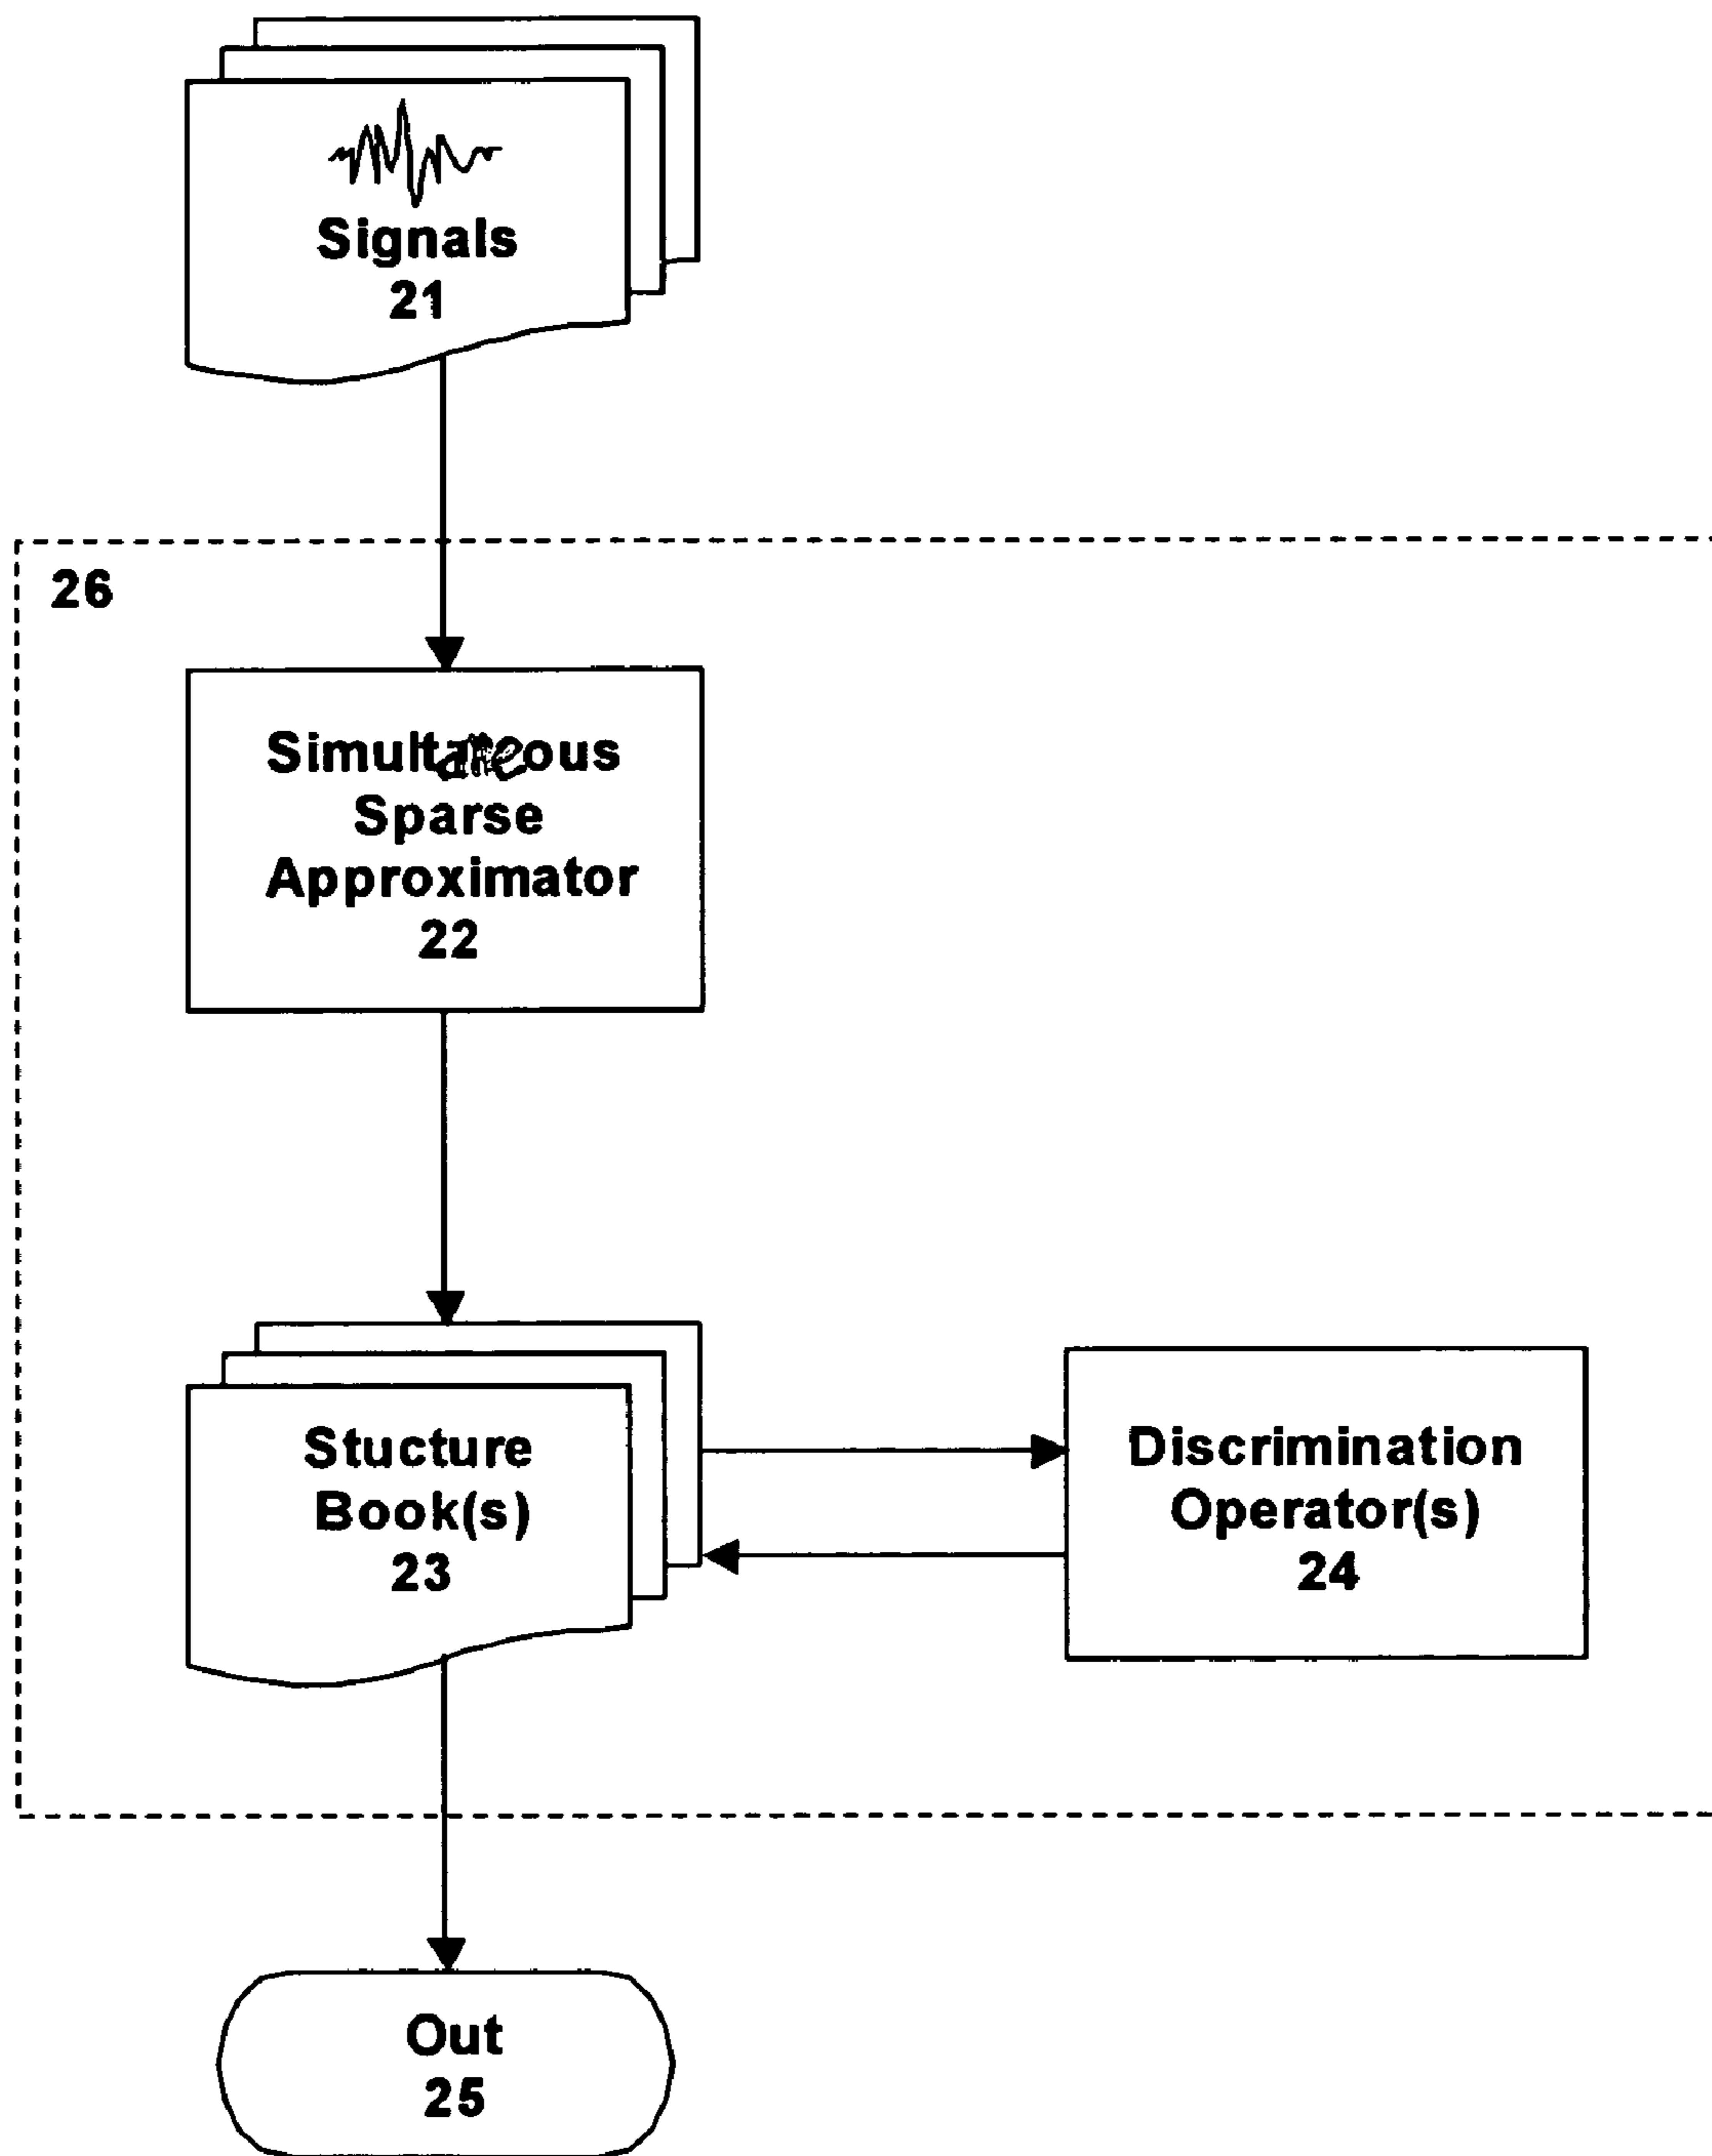 Signals
21
26
Simultaneous
Sparse
Approximator
22
Stucture
Book(s)
23
Discrimination
Operator(s)
24
Out
25